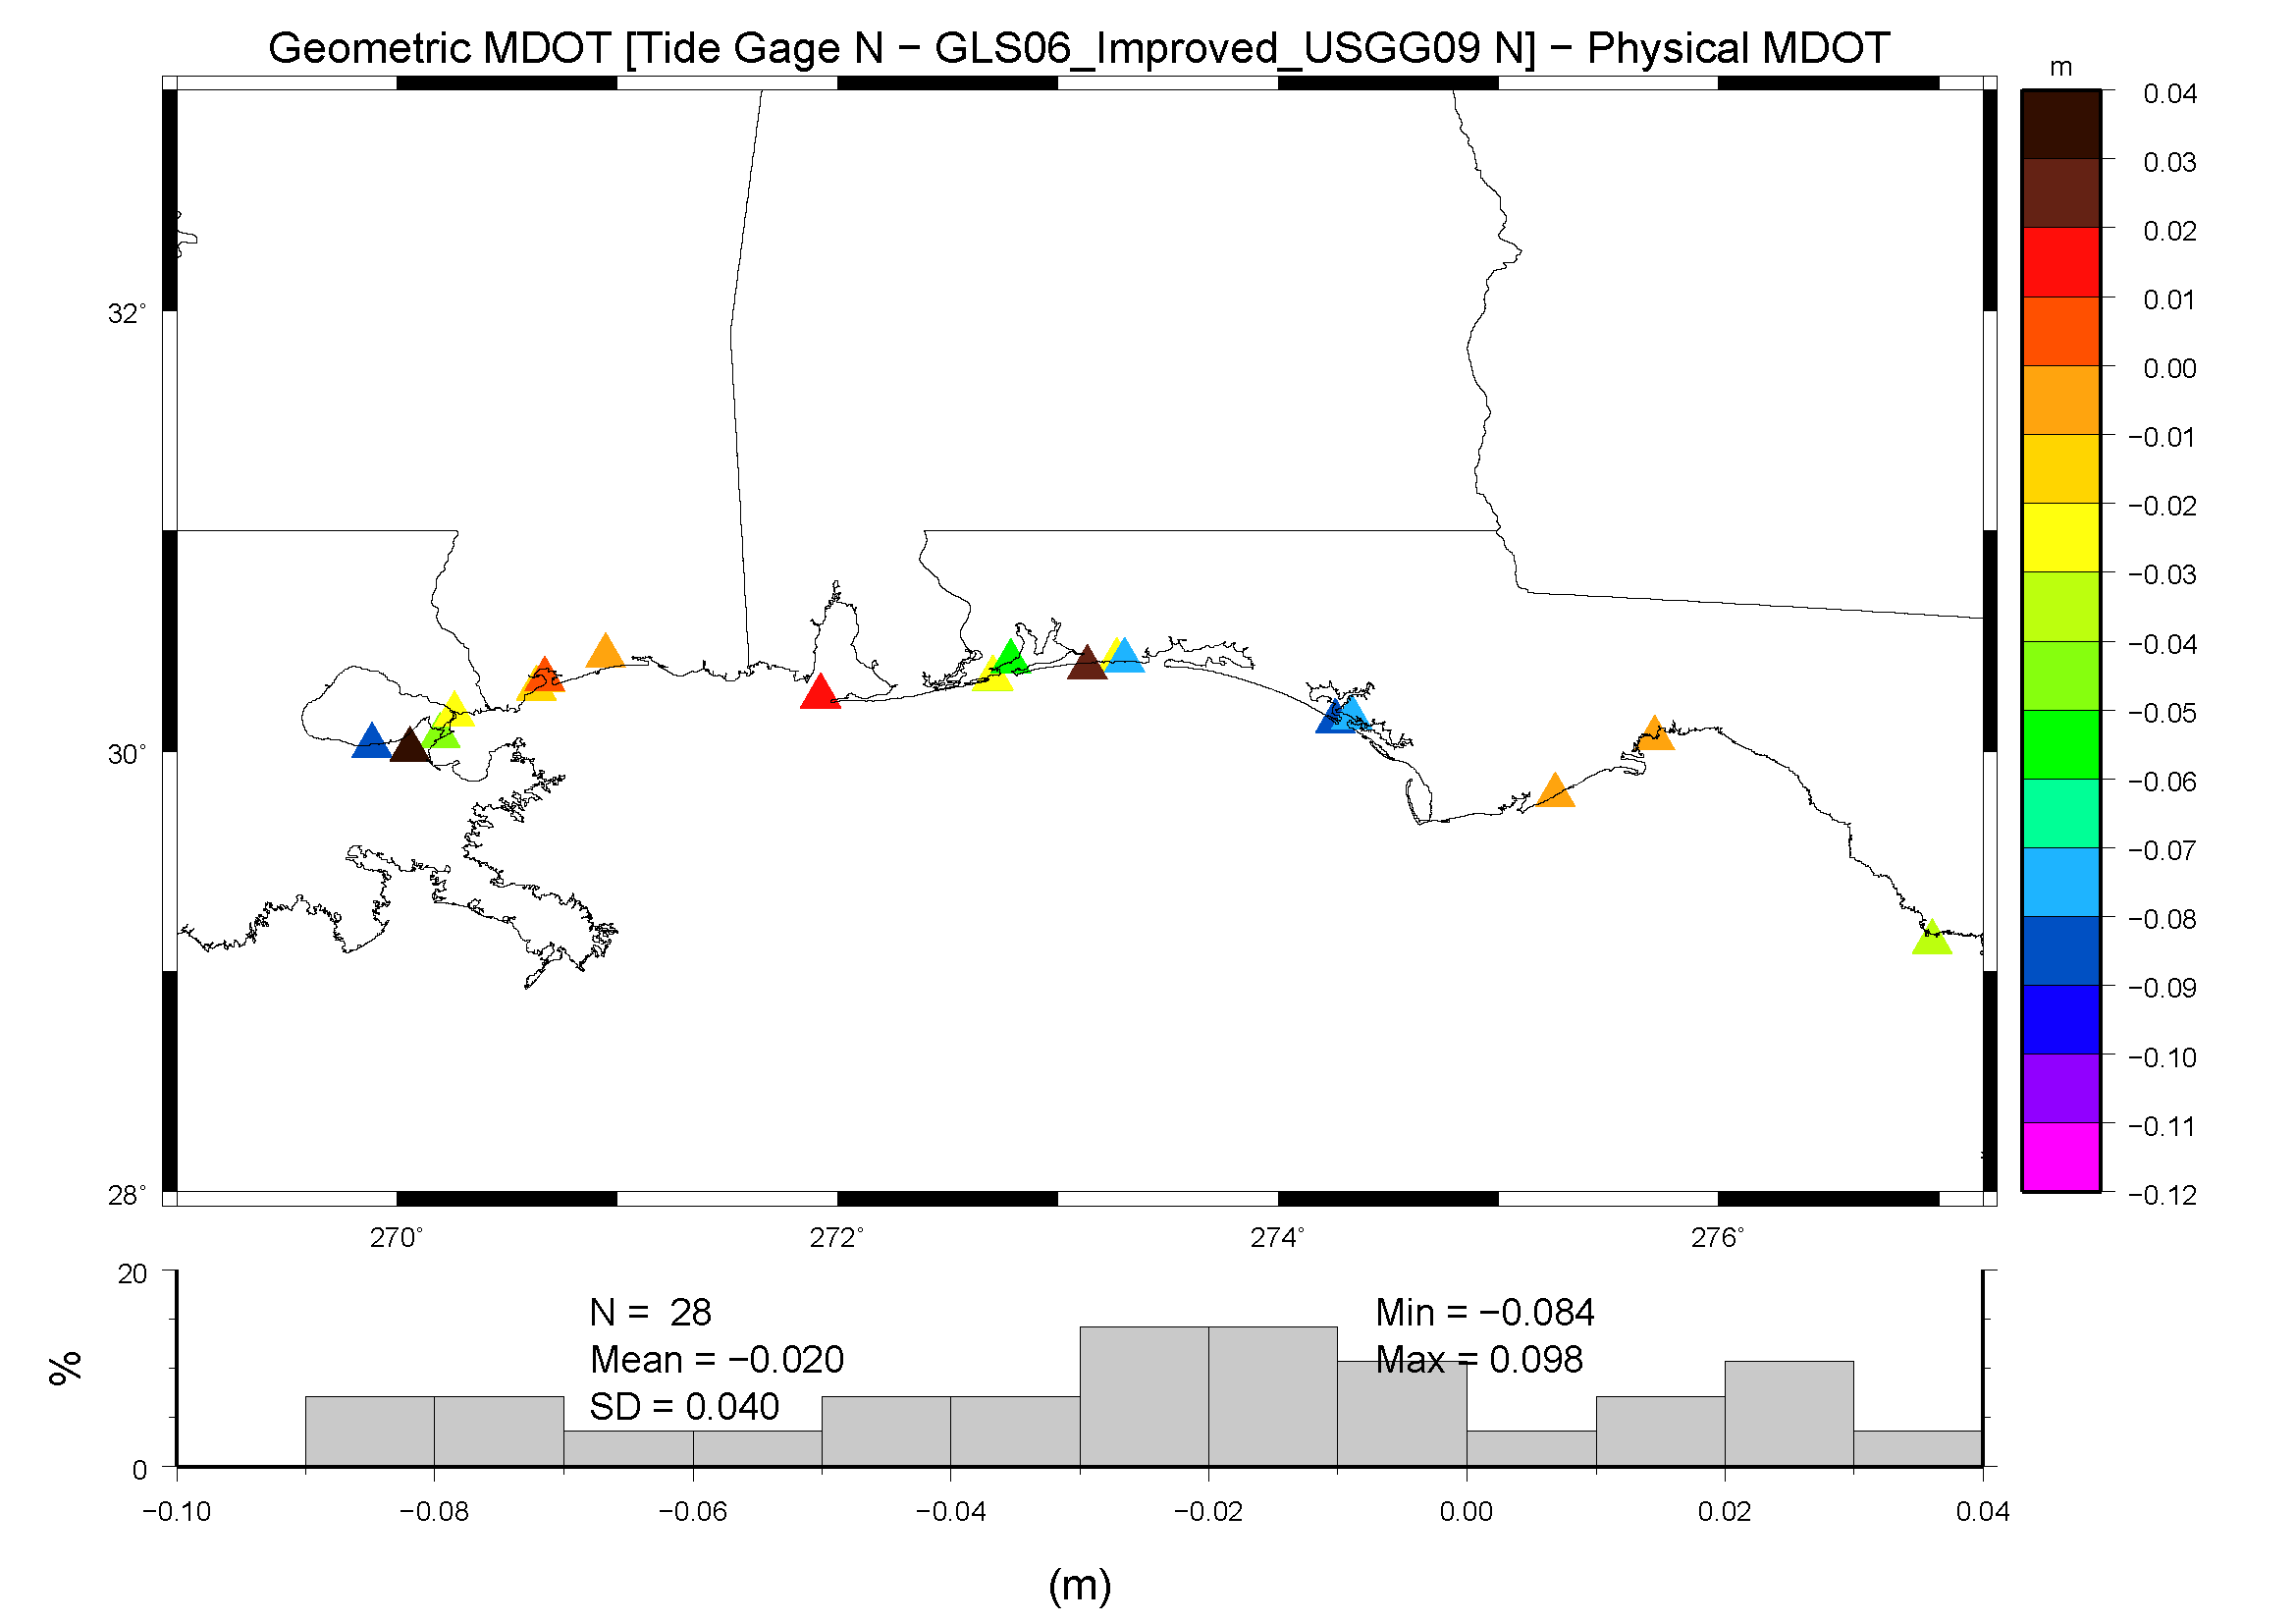 Geometric MDOT [Tide Gage N − GLS06_Improved_USGG09 N] − Physical MDOT
m
0.04
0.03
0.02
0.01
0.00
−0.01
−0.02
−0.03
−0.04
−0.05
−0.06
−0.07
−0.08
−0.09
−0.10
−0.11
−0.12
32°
30°
28°
270° 272° 274° 276°
20
0
%
N = 28
Mean = −0.020
SD = 0.040
Min = −0.084
Max = 0.098
−0.10 −0.08 −0.06 −0.04 −0.02 0.00 0.02 0.04
(m)